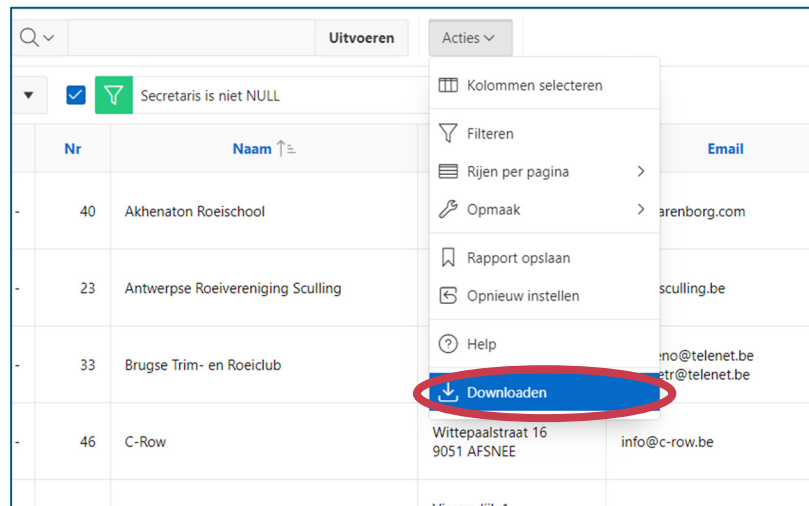 Uitvoeren
Acties
Secretaris is niet NULL
Kolommen selecteren
Filteren
Rijen per pagina
Opmaak
Rapport opslaan
Opnieuw instellen
Help
Downloaden
Nr Naam Email
- 40 Akhenaton Roeischool arenborg.com
- 23 Antwerpse Roeivereniging Sculling sculling.be
- 33 Brugse Trim- en Roeiclub eno@telenet.be
etr@telenet.be
- 46 C-Row Wittepaalstraat 16
9051 AFSNEE info@c-row.be